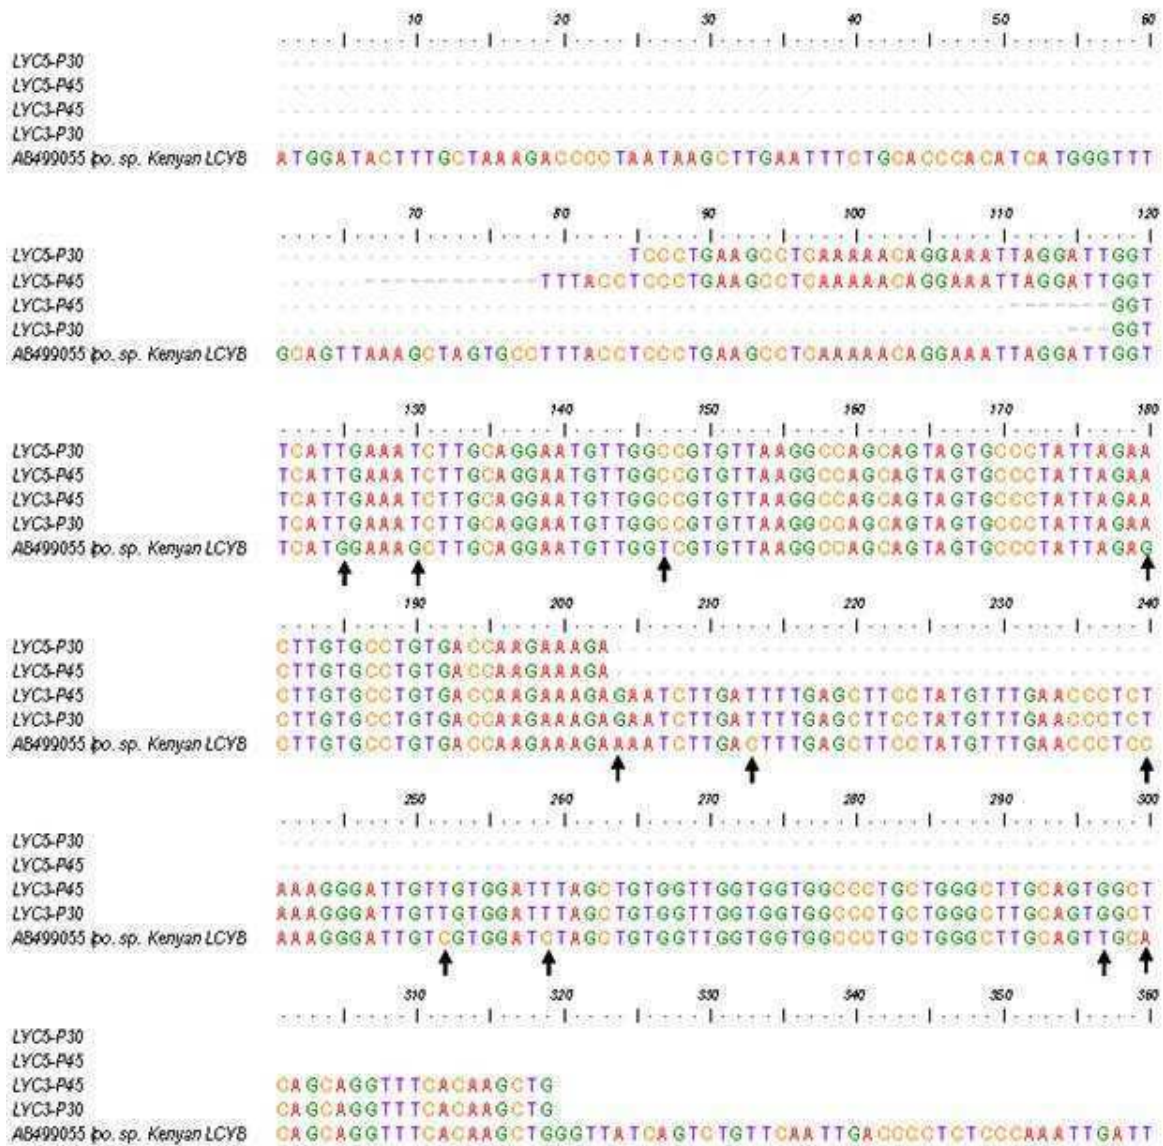 10 20 30 40 50 60
LYC5-P30
LYC5-P45
LYC3-P45
LYC3-P30
AB499055 Ipo. sp. Kenyan LCYB ATGGATACTTTGCTAAAGACCCCTAATAAGCTTGAATTTCTGCACCCACATCATGGGTTT
70 80 90 100 110 120
LYC5-P30 TCCCTGAAGCCTCAAAAACAGGAAATTAGGATTGGT
LYC5-P45 TTTACCTCCCTGAAGCCTCAAAAACAGGAAATTAGGATTGGT
LYC3-P45 GGT
LYC3-P30 GGT
AB499055 Ipo. sp. Kenyan LCYB GCAGTTAAAGCTAGTGCCTTTACCTCCCTGAAGCCTCAAAAACAGGAAATTAGGATTGGT
130 140 150 160 170 180
LYC5-P30 TCATTGAAATCTTGCAGGAATGTTGGCCGTGTTAAGGCCAGCAGTAGTGCCCTATTAGAA
LYC5-P45 TCATTGAAATCTTGCAGGAATGTTGGCCGTGTTAAGGCCAGCAGTAGTGCCCTATTAGAA
LYC3-P45 TCATTGAAATCTTGCAGGAATGTTGGCCGTGTTAAGGCCAGCAGTAGTGCCCTATTAGAA
LYC3-P30 TCATTGAAATCTTGCAGGAATGTTGGCCGTGTTAAGGCCAGCAGTAGTGCCCTATTAGAA
AB499055 Ipo. sp. Kenyan LCYB TCATGGAAAGCTTGCAGGAATGTTGGTCGTGTTAAGGCCAGCAGTAGTGCCCTATTAGAG
190 200 210 220 230 240
LYC5-P30 CTTGTGCCTGTGACCAAGAAAGA
LYC5-P45 CTTGTGCCTGTGACCAAGAAAGA
LYC3-P45 CTTGTGCCTGTGACCAAGAAAGAGAATCTTGATTTTGAGCTTCCTATGTTTGAACCCTCT
LYC3-P30 CTTGTGCCTGTGACCAAGAAAGAGAATCTTGATTTTGAGCTTCCTATGTTTGAACCCTCT
AB499055 Ipo. sp. Kenyan LCYB CTTGTGCCTGTGACCAAGAAAGAAAATCTTGACTTTGAGCTTCCTATGTTTGAACCCTCC
250 260 270 280 290 300
LYC5-P30
LYC5-P45
LYC3-P45 AAAGGGATTGTTGTGGATTTAGCTGTGGTTGGTGGTGGCCCTGCTGGGCTTGCAGTGGCT
LYC3-P30 AAAGGGATTGTTGTGGATTTAGCTGTGGTTGGTGGTGGCCCTGCTGGGCTTGCAGTGGCT
AB499055 Ipo. sp. Kenyan LCYB AAAGGGATTGTCGTGGATCTAGCTGTGGTTGGTGGTGGCCCTGCTGGGCTTGCAGTTGCA
310 320 330 340 350 360
LYC5-P30
LYC5-P45
LYC3-P45 CAGCAGGTTTCACAAGCTG
LYC3-P30 CAGCAGGTTTCACAAGCTG
AB499055 Ipo. sp. Kenyan LCYB CAGCAGGTTTCACAAGCTGGGTTATCAGTCTGTTCAATTGACCCCTCTCCCAAATTGATT